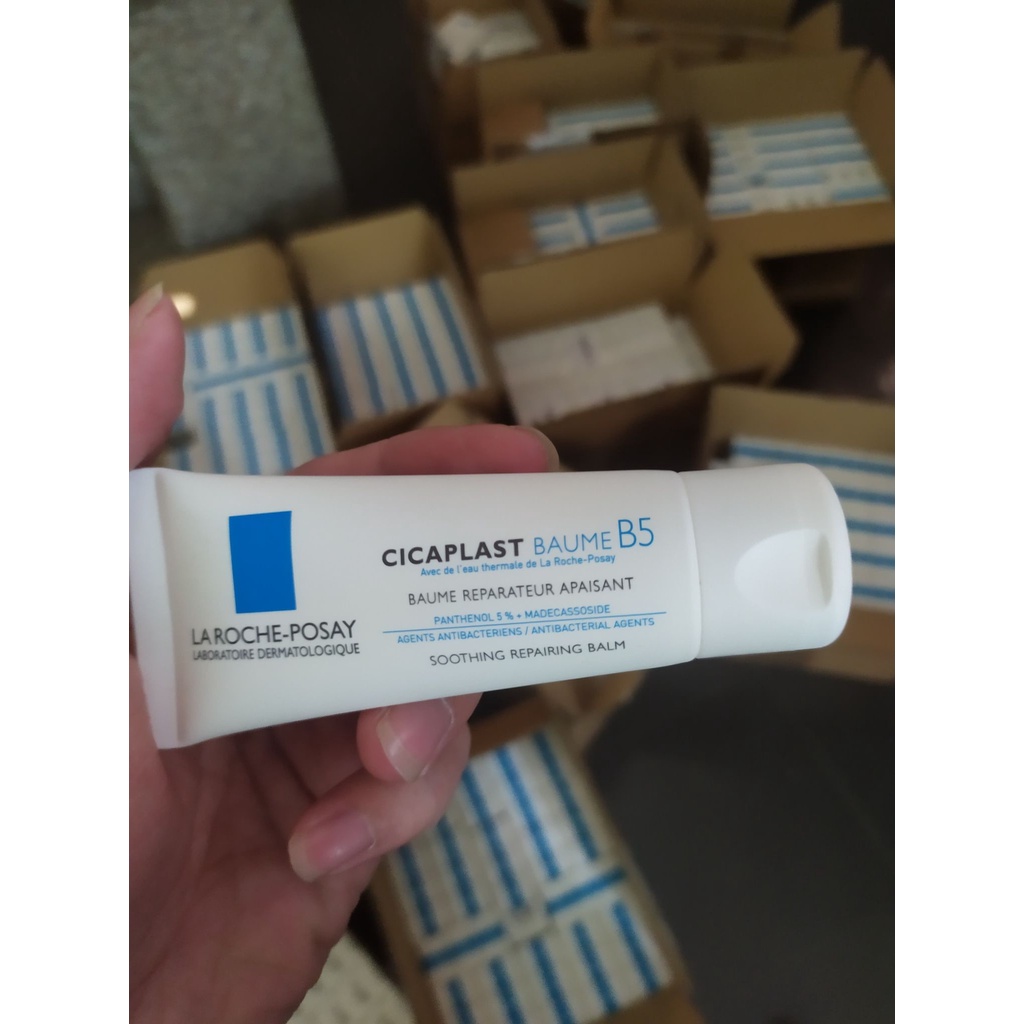 LA ROCHE-POSAY
LABORATOIRE DERMATOLOGIQUE
CICAPLAST BAUME B5
Avec de l'eau thermale de La Roche-Posay
BAUME REPARATEUR APAISANT
PANTHENOL 5 % + MADECASSOSIDE
AGENTS ANTIBACTERIENS / ANTIBACTERIAL AGENTS
SOOTHING REPAIRING BALM